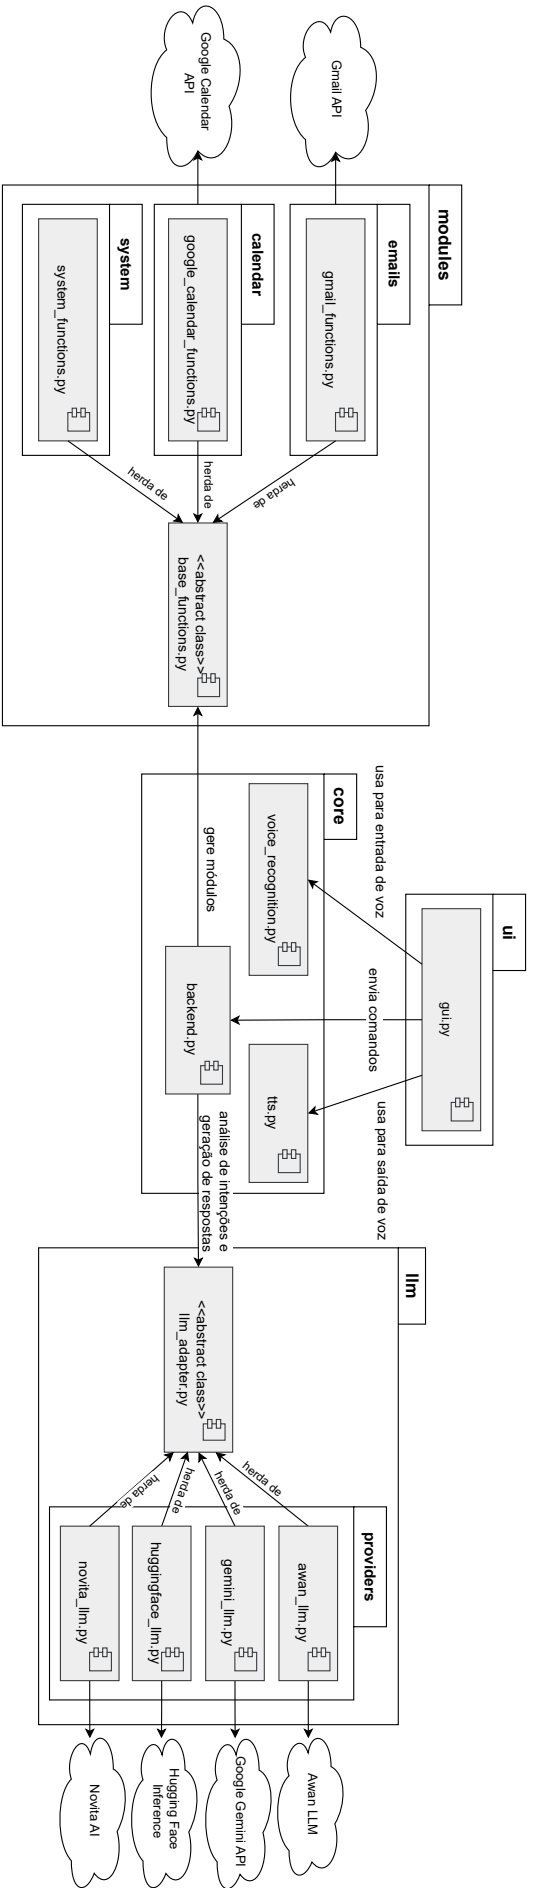 ui
gui.py
usa para entrada de voz
envia comandos
usa para saída de voz
modules
emails
gmail_functions.py
calendar
google_calendar_functions.py
system
system_functions.py
Gmail API
Google Calendar
API
herda de
herda de
herda de
<<abstract class>>
base_functions.py
core
voice_recognition.py
tts.py
backend.py
gere módulos
análise de intenções e
geração de respostas
llm
<<abstract class>>
llm_adapter.py
herda de
herda de
herda de
herda de
providers
awan_llm.py
gemini_llm.py
huggingface_llm.py
novita_llm.py
Awan LLM
Google Gemini API
Hugging Face
Inference
Novita AI